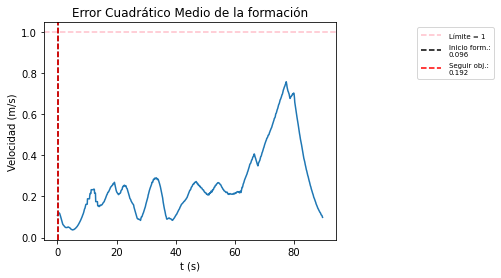 Error Cuadrático Medio de la formación
Velocidad (m/s)
1.0
0.8
0.6
0.4
0.2
0.0
0
20
40
60
80
t (s)
Límite = 1
Inicio form.:
0.096
Seguir obj.:
0.192